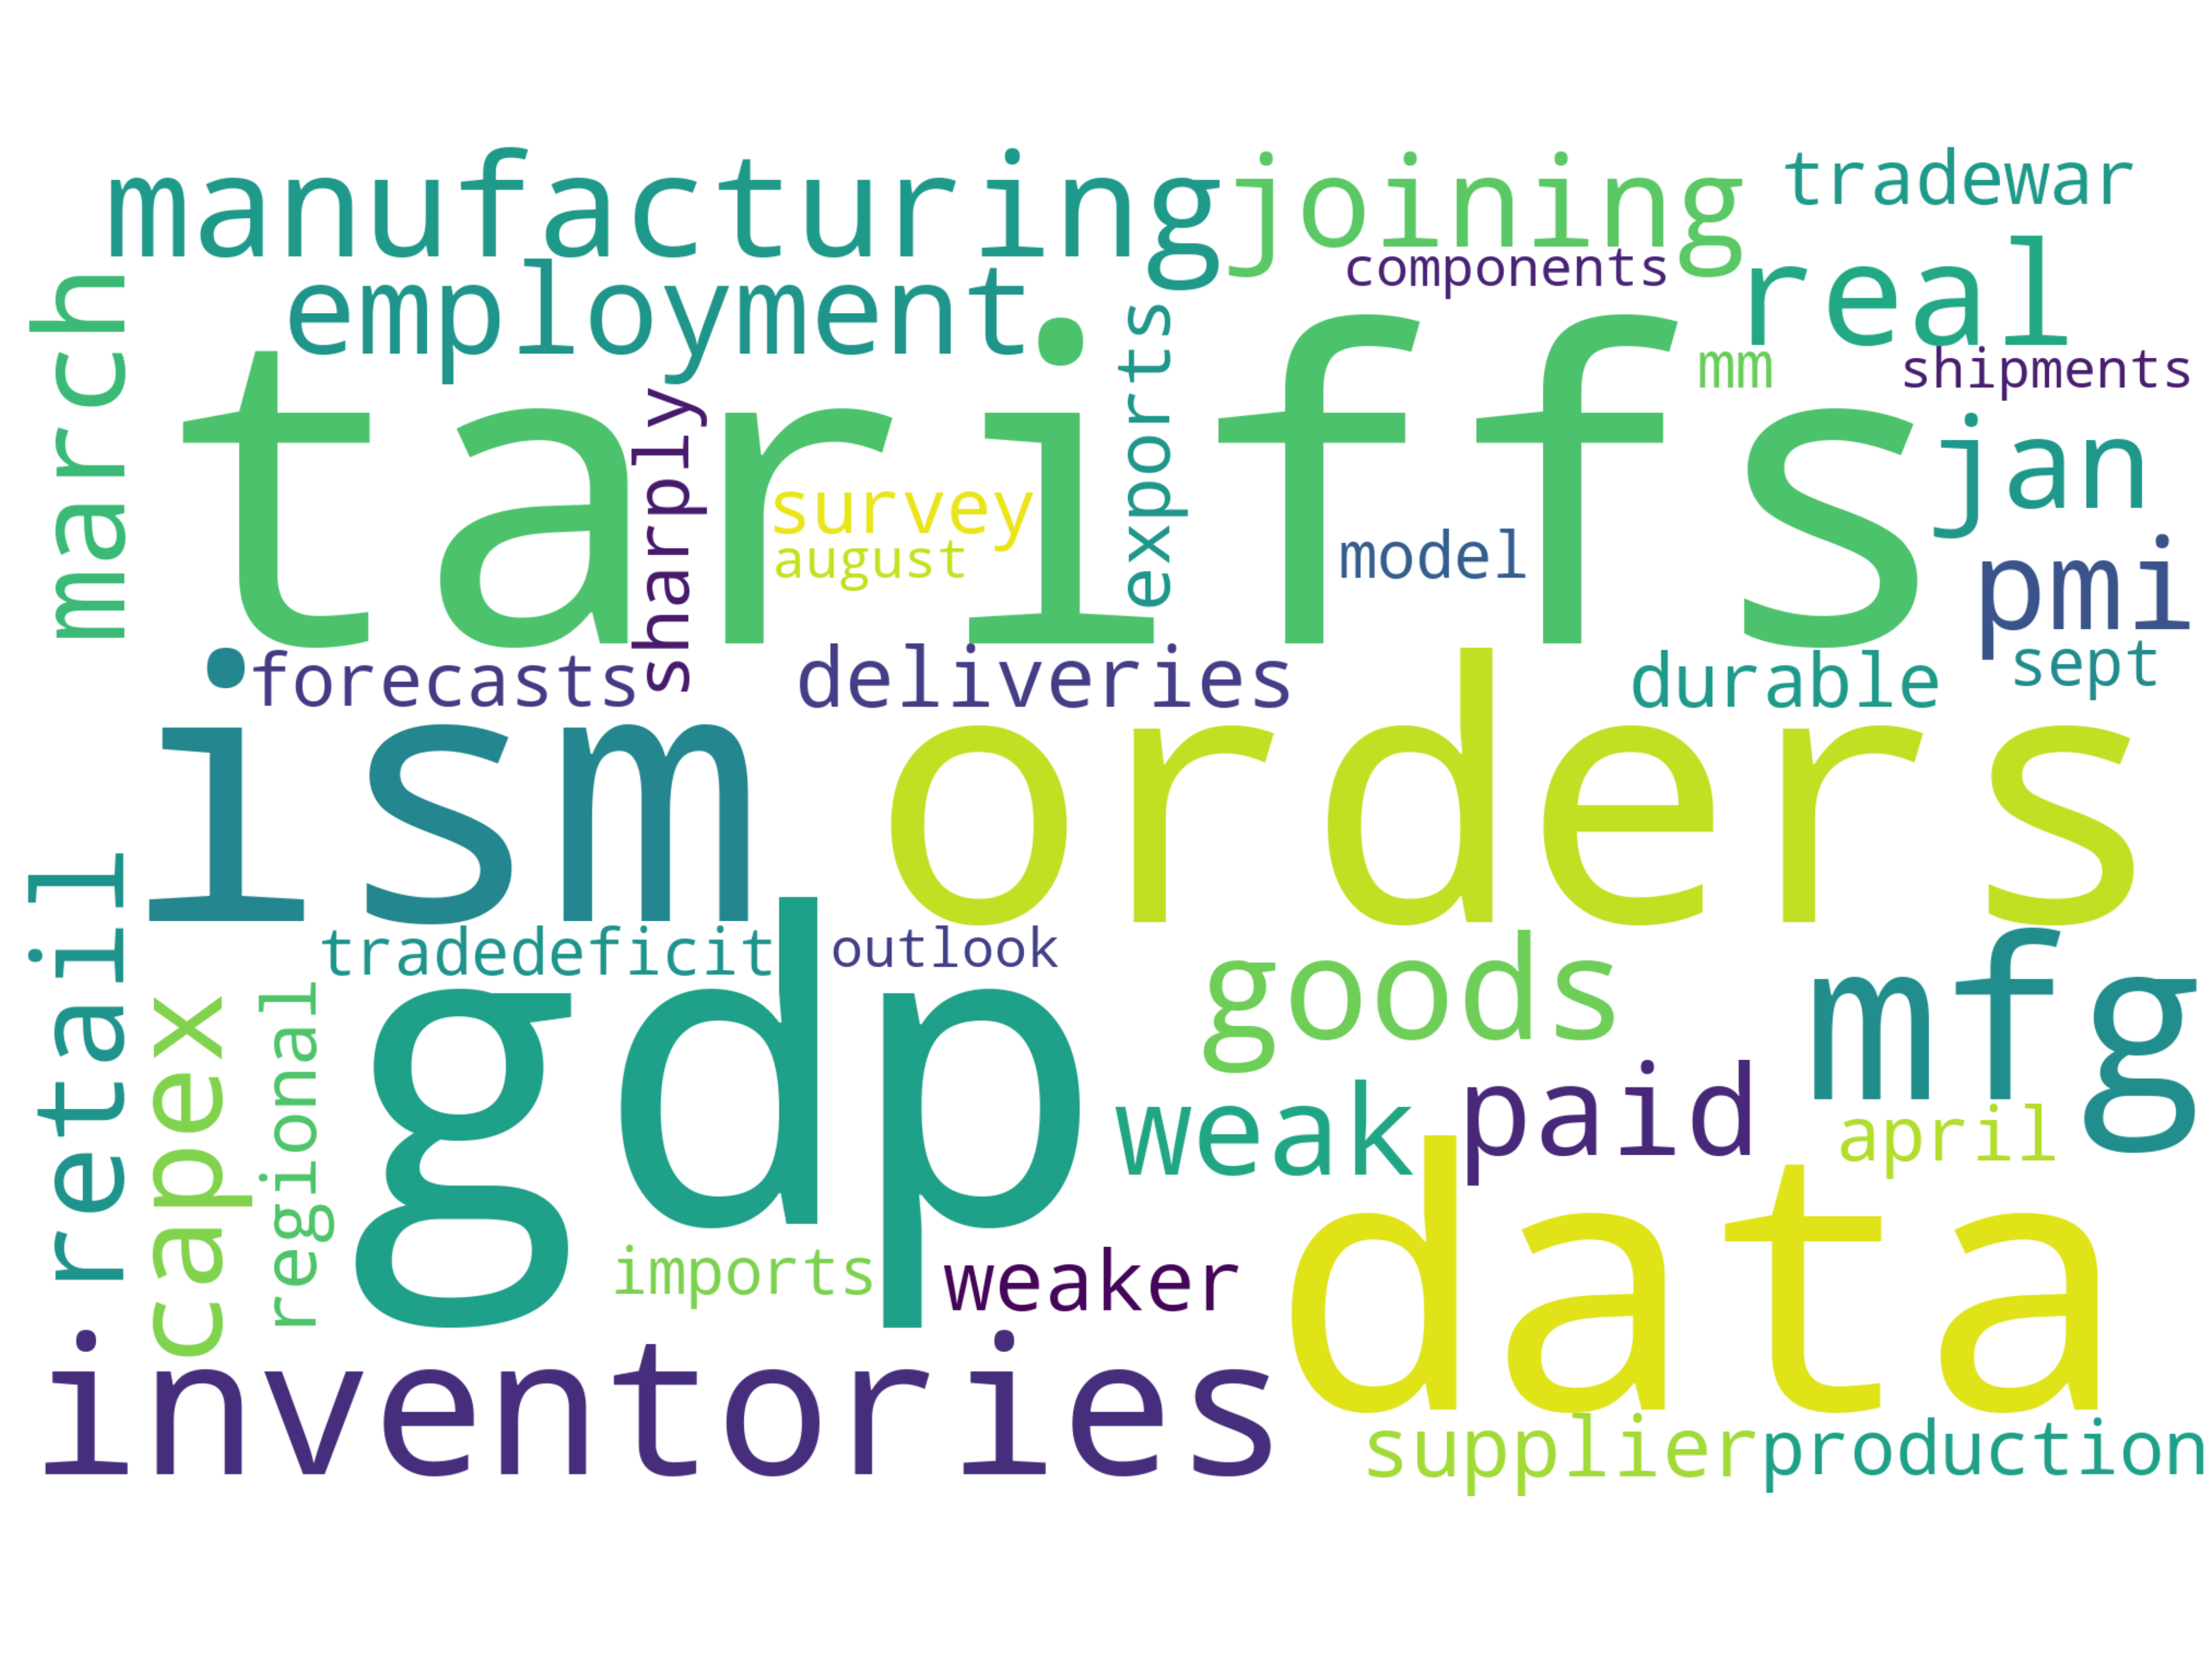 manufacturing joining tradewar
employment components real
march exports mm shipments
tariffs jan
sharply survey
august model pmi
forecasts deliveries durable sept
ism orders
retail tradedeficit outlook goods mfg
capex regional gdp weak paid april
imports weaker data
inventories supplier production